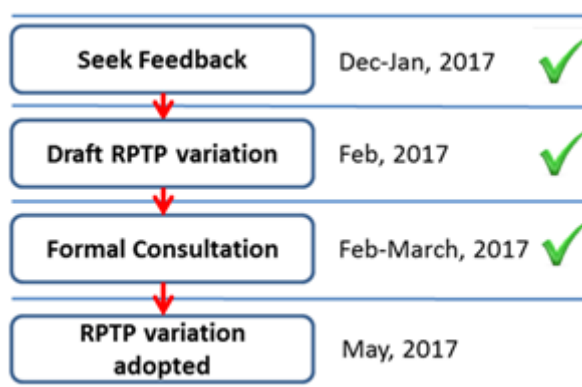 Seek Feedback Dec-Jan, 2017
Draft RPTP variation Feb, 2017
Formal Consultation Feb-March, 2017
RPTP variation
adopted May, 2017